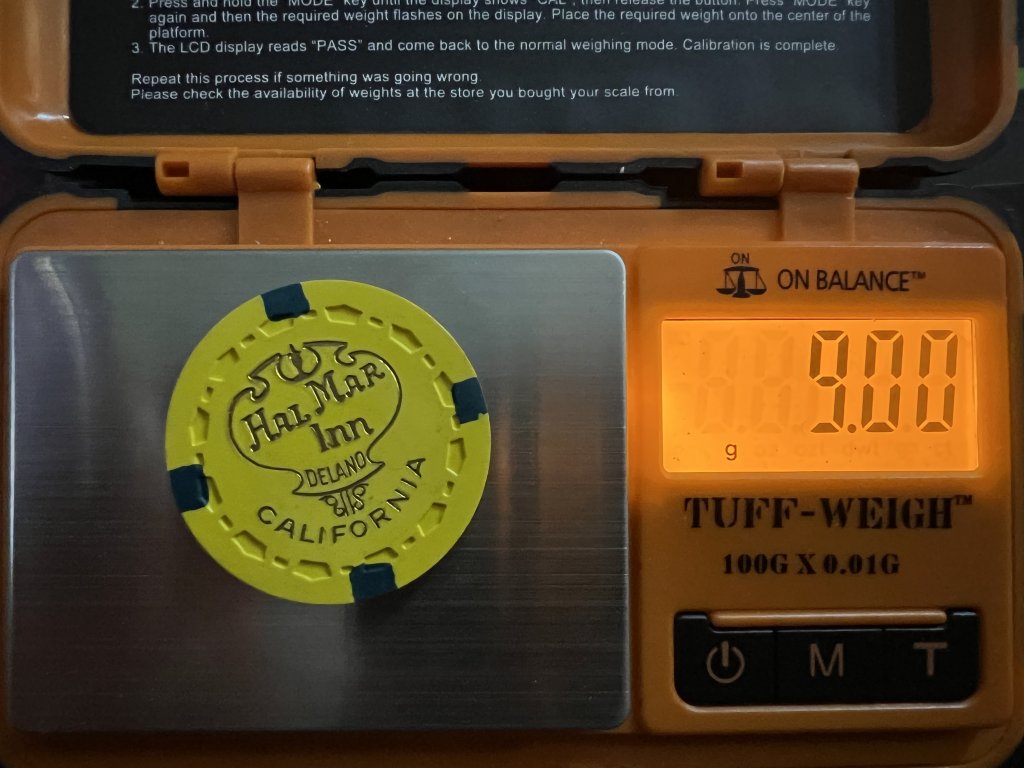 2. Press and hold the "MODE" key until the display shows "CAL", then release the button. Press "MODE" key
again and then the required weight flashes on the display. Place the required weight onto the center of the
platform.
3. The LCD display reads "PASS" and come back to the normal weighing mode. Calibration is complete.
Repeat this process if something was going wrong.
Please check the availability of weights at the store you bought your scale from.
HAL MAR
Inn
DELANO
CALIFORNIA
ON
ON BALANCE™
9.00
g
TUFF-WEIGH™
100G X 0.01G
M
T